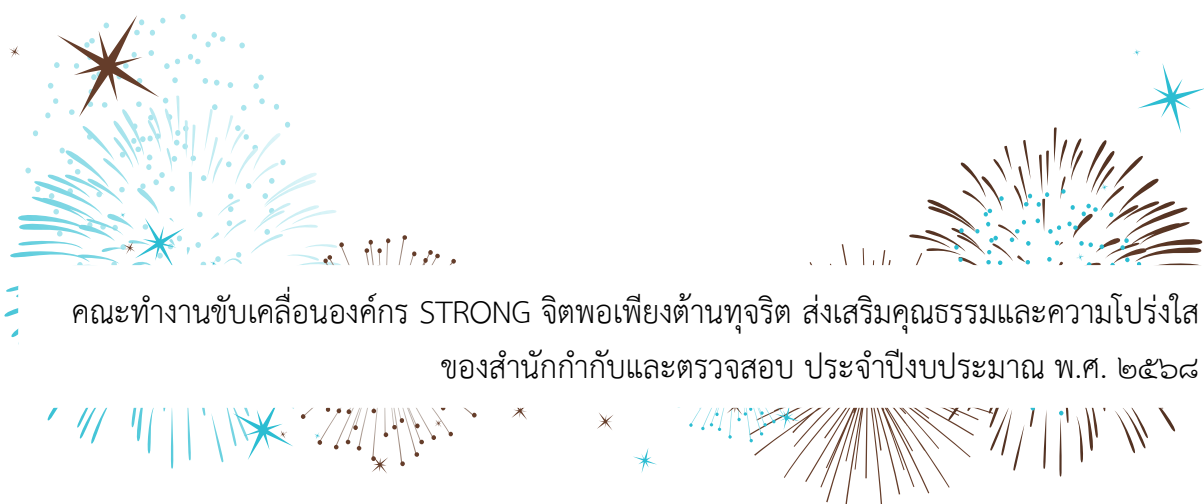 คณะทำงานขับเคลื่อนองค์กร STRONG จิตพอเพียงต้านทุจริต ส่งเสริมคุณธรรมและความโปร่งใส
ของสำนักกำกับและตรวจสอบ ประจำปีงบประมาณ พ.ศ. ๒๕๖๘